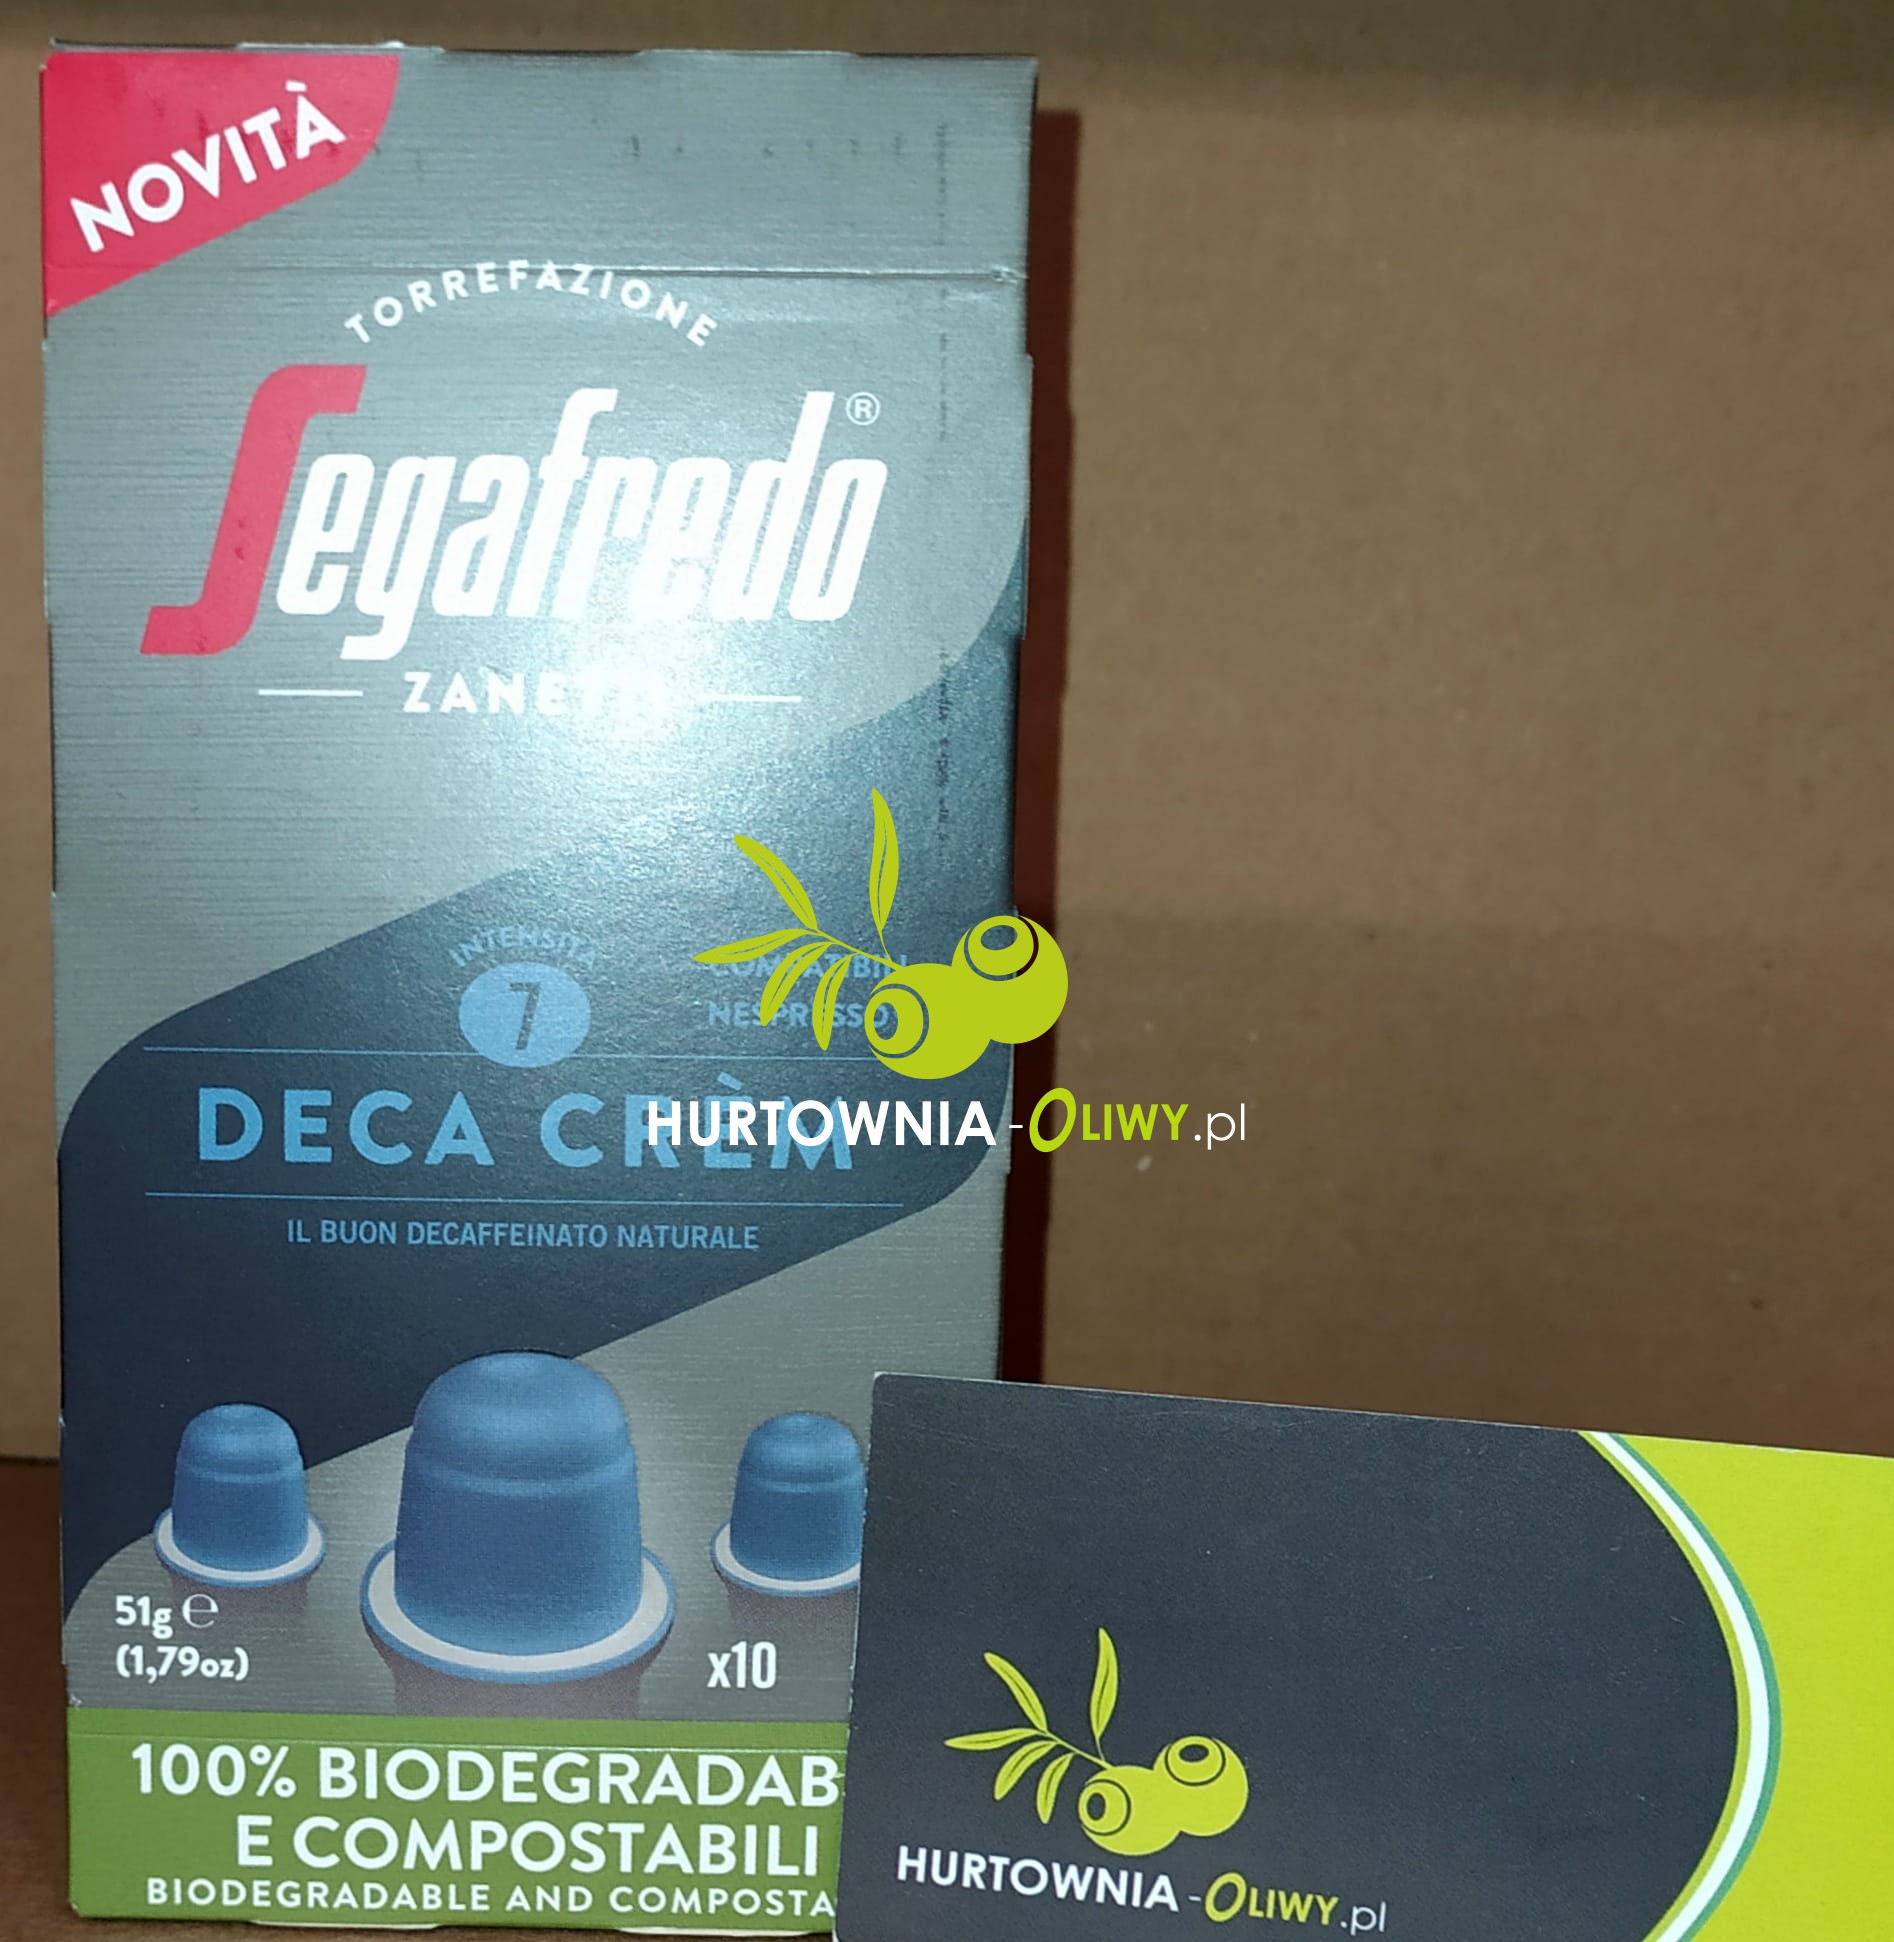 NOVITÀ
TORREFAZIONE
Segafredo®
ZANETTI
INTENSITÀ
7
COMPATIBILI
NESPRESSO
DECA CRÈM
IL BUON DECAFFEINATO NATURALE
HURTOWNIA-OLIWY.pl
51g ℮
(1,79oz)
x10
100% BIODEGRADAB
E COMPOSTABILI
BIODEGRADABLE AND COMPOSTA
HURTOWNIA-OLIWY.pl